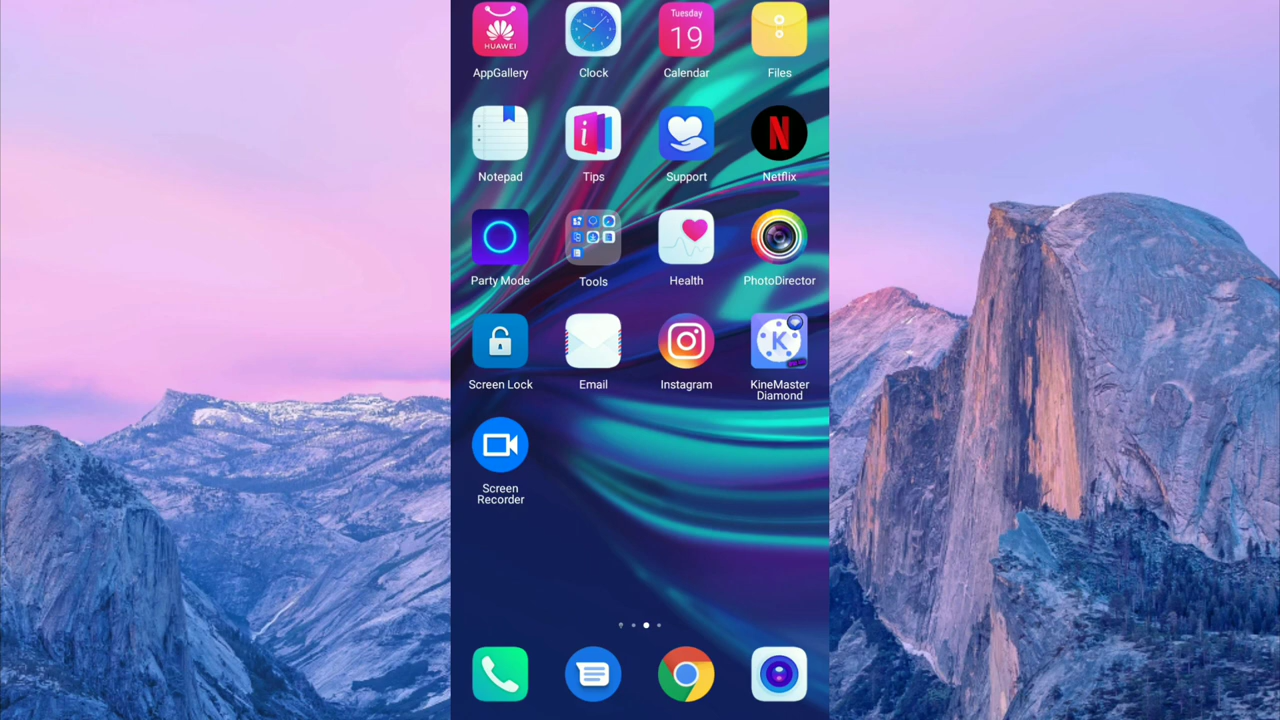 HUAWEI
Tuesday
19
AppGallery
Clock
Calendar
Files
i
N
Notepad
Tips
Support
Netflix
Party Mode
Tools
Health
PhotoDirector
K
Screen Lock
Email
Instagram
KineMaster
Diamond
Screen
Recorder